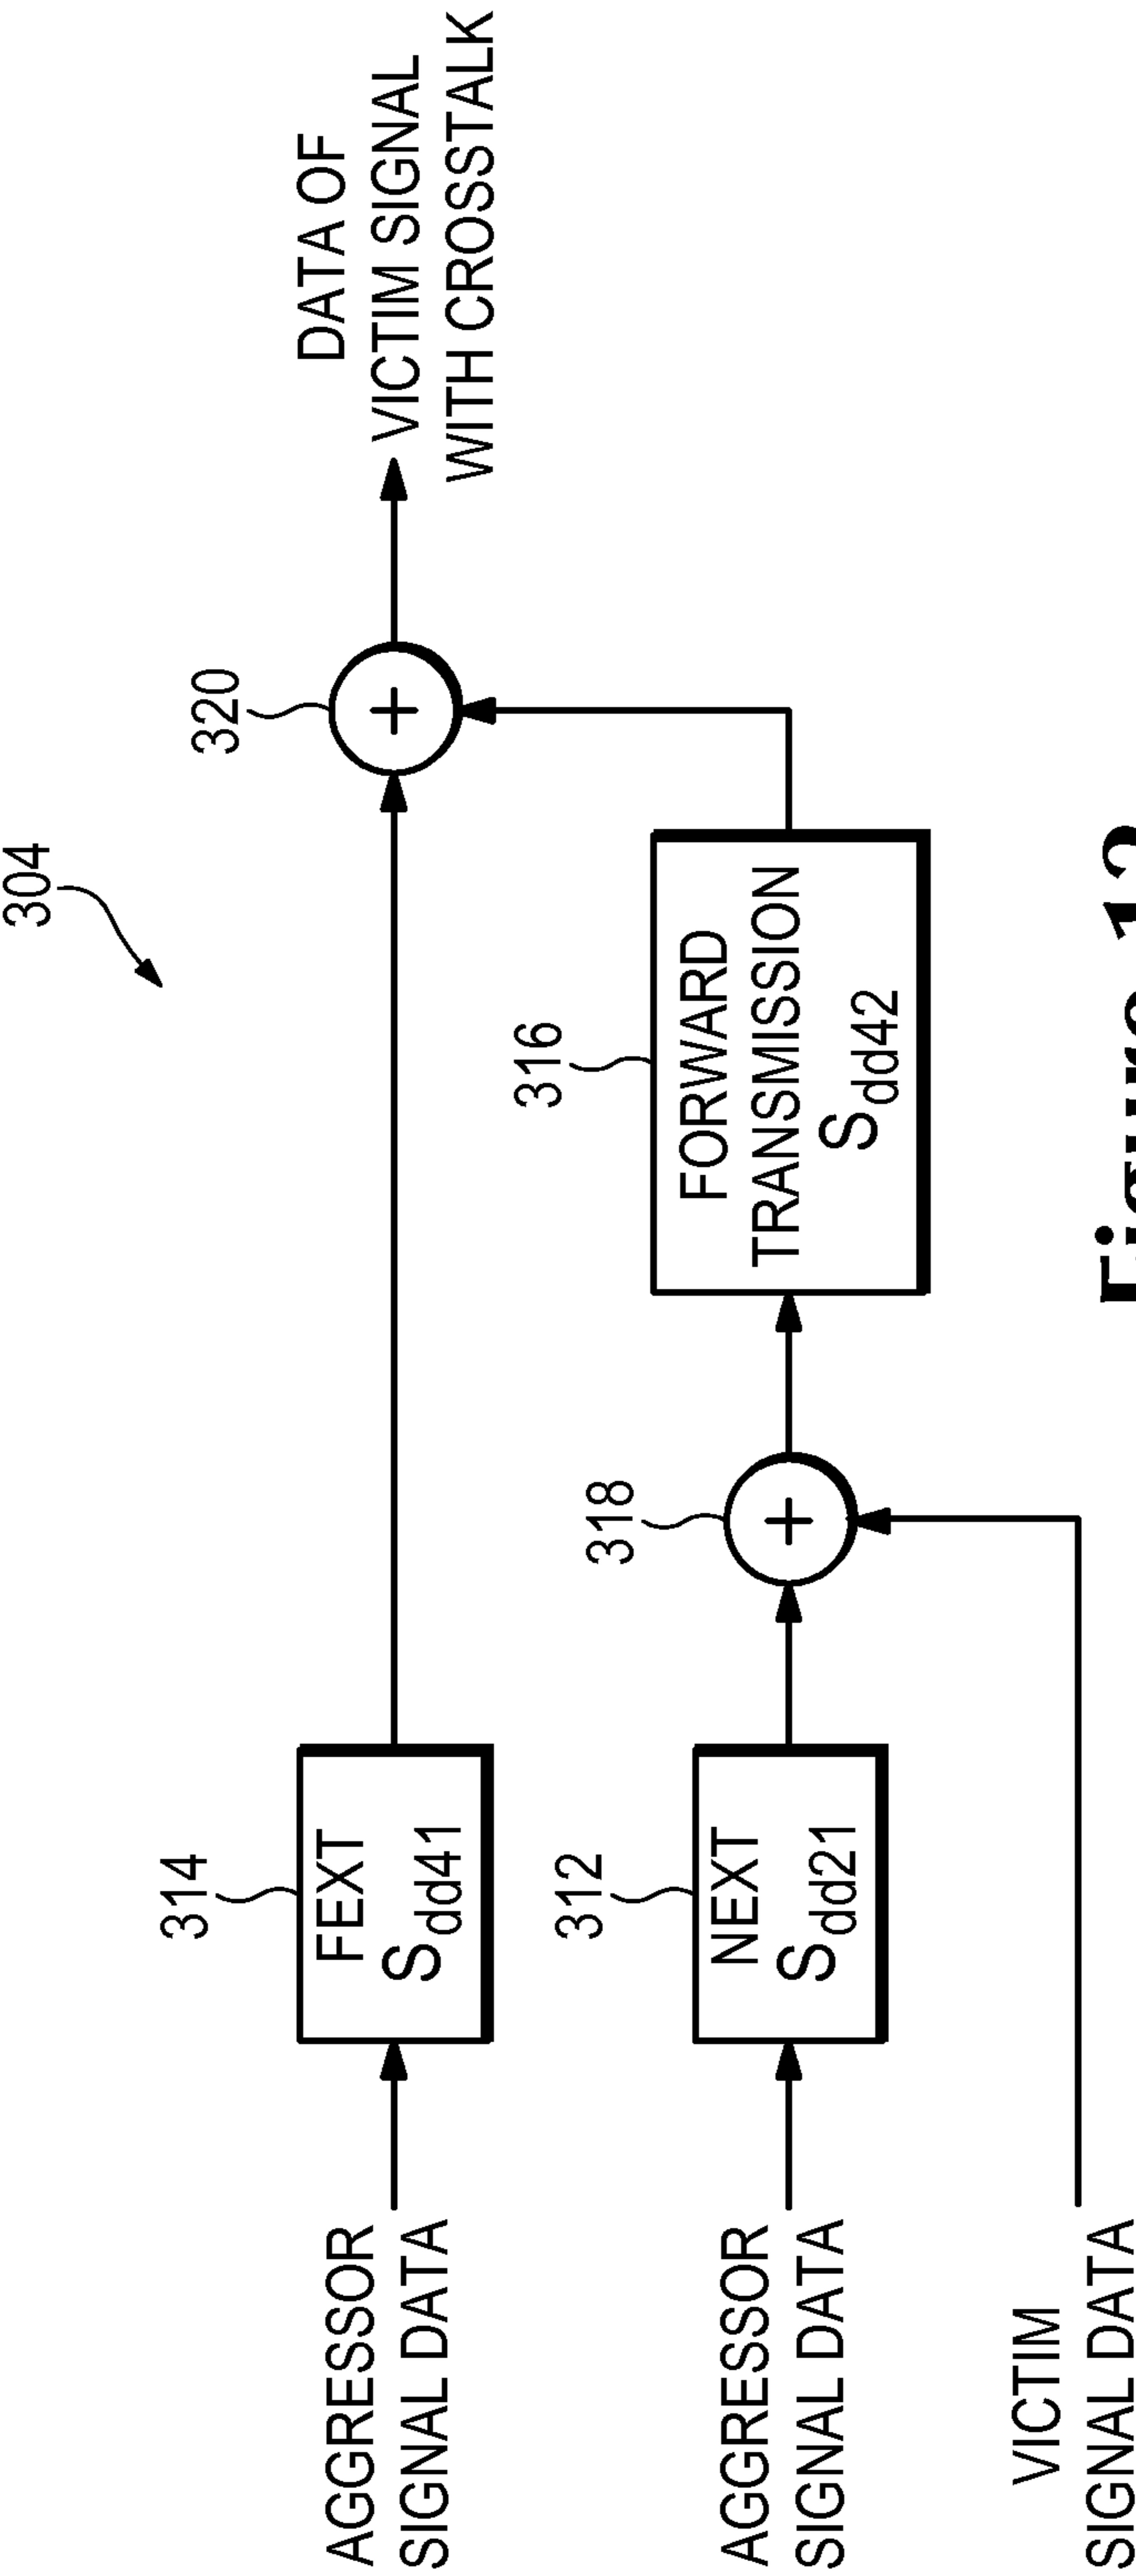 304
AGGRESSOR
SIGNAL DATA
314
FEXT
Sdd41
320
DATA OF
VICTIM SIGNAL
WITH CROSSTALK
AGGRESSOR
SIGNAL DATA
312
NEXT
Sdd21
318
+
316
FORWARD
TRANSMISSION
Sdd42
+
VICTIM
SIGNAL DATA